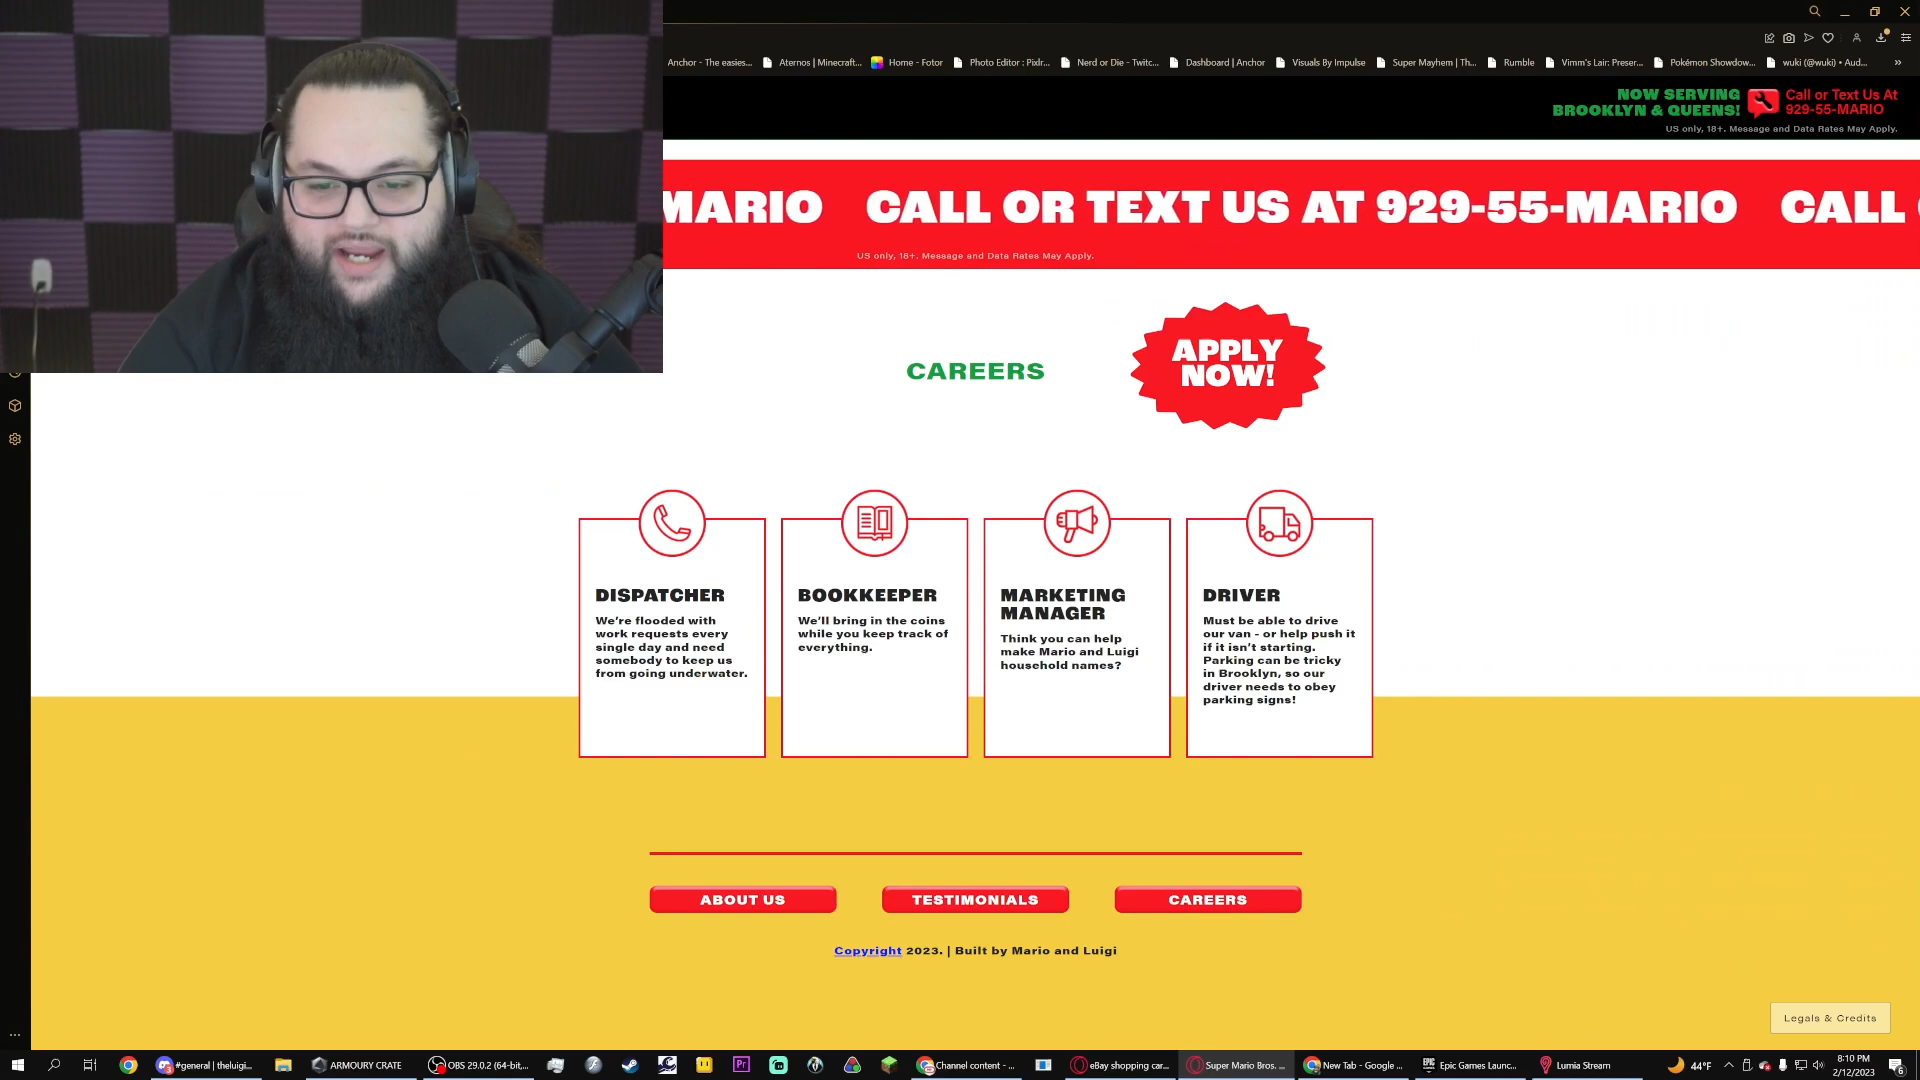 Anchor - The easies...
Aternos | Minecraft...
Home - Fotor
Photo Editor : Pixlr...
Nerd or Die - Twitc...
Dashboard | Anchor
Visuals By Impulse
Super Mayhem | Th...
Rumble
Vimm's Lair: Preser...
Pokémon Showdow...
wuki (@wuki) • Aud...
»
NOW SERVING
BROOKLYN & QUEENS!
Call or Text Us At
929-55-MARIO
US only, 18+. Message and Data Rates May Apply.
MARIO CALL OR TEXT US AT 929-55-MARIO CALL
US only, 18+. Message and Data Rates May Apply.
CAREERS
APPLY
NOW!
DISPATCHER
We're flooded with
work requests every
single day and need
somebody to keep us
from going underwater.
BOOKKEEPER
We'll bring in the coins
while you keep track of
everything.
MARKETING
MANAGER
Think you can help
make Mario and Luigi
household names?
DRIVER
Must be able to drive
our van - or help push it
if it isn't starting.
Parking can be tricky
in Brooklyn, so our
driver needs to obey
parking signs!
ABOUT US
TESTIMONIALS
CAREERS
Copyright 2023. | Built by Mario and Luigi
Legals & Credits
#general | theluigi...
ARMOURY CRATE
OBS 29.0.2 (64-bit,...
Channel content - ...
eBay shopping car...
Super Mario Bros. ...
New Tab - Google ...
Epic Games Launc...
Lumia Stream
44°F
8:10 PM
2/12/2023
6